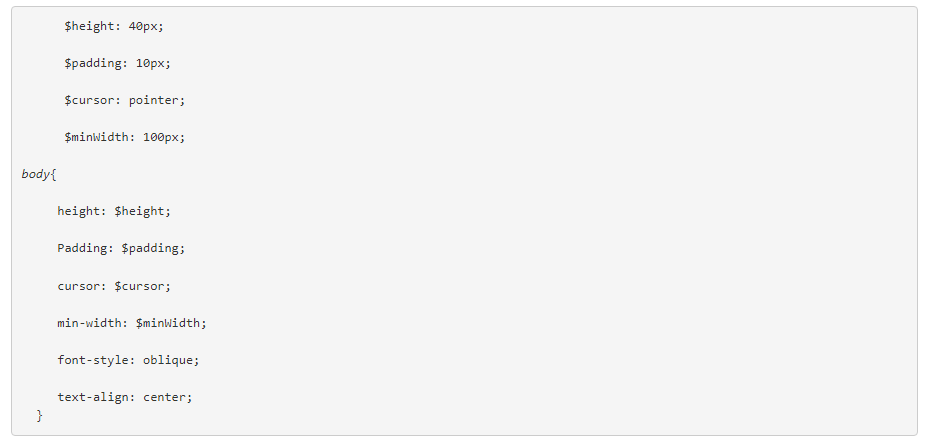 $height: 40px;
$padding: 10px;
$cursor: pointer;
$minWidth: 100px;
body{
height: $height;
Padding: $padding;
cursor: $cursor;
min-width: $minWidth;
font-style: oblique;
text-align: center;
}